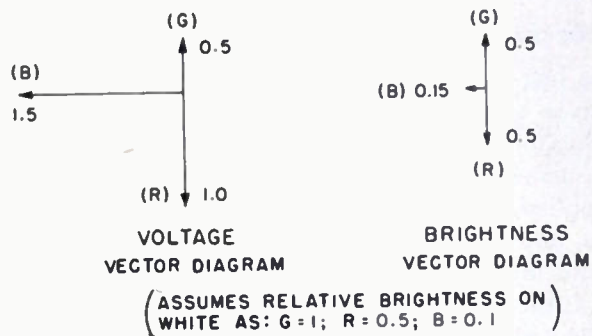 (G)
0.5
(B)
1.5
(R) 1.0
VOLTAGE
VECTOR DIAGRAM
(G)
0.5
(B) 0.15
0.5
(R)
BRIGHTNESS
VECTOR DIAGRAM
(ASSUMES RELATIVE BRIGHTNESS ON
WHITE AS: G=1; R=0.5; B=0.1)